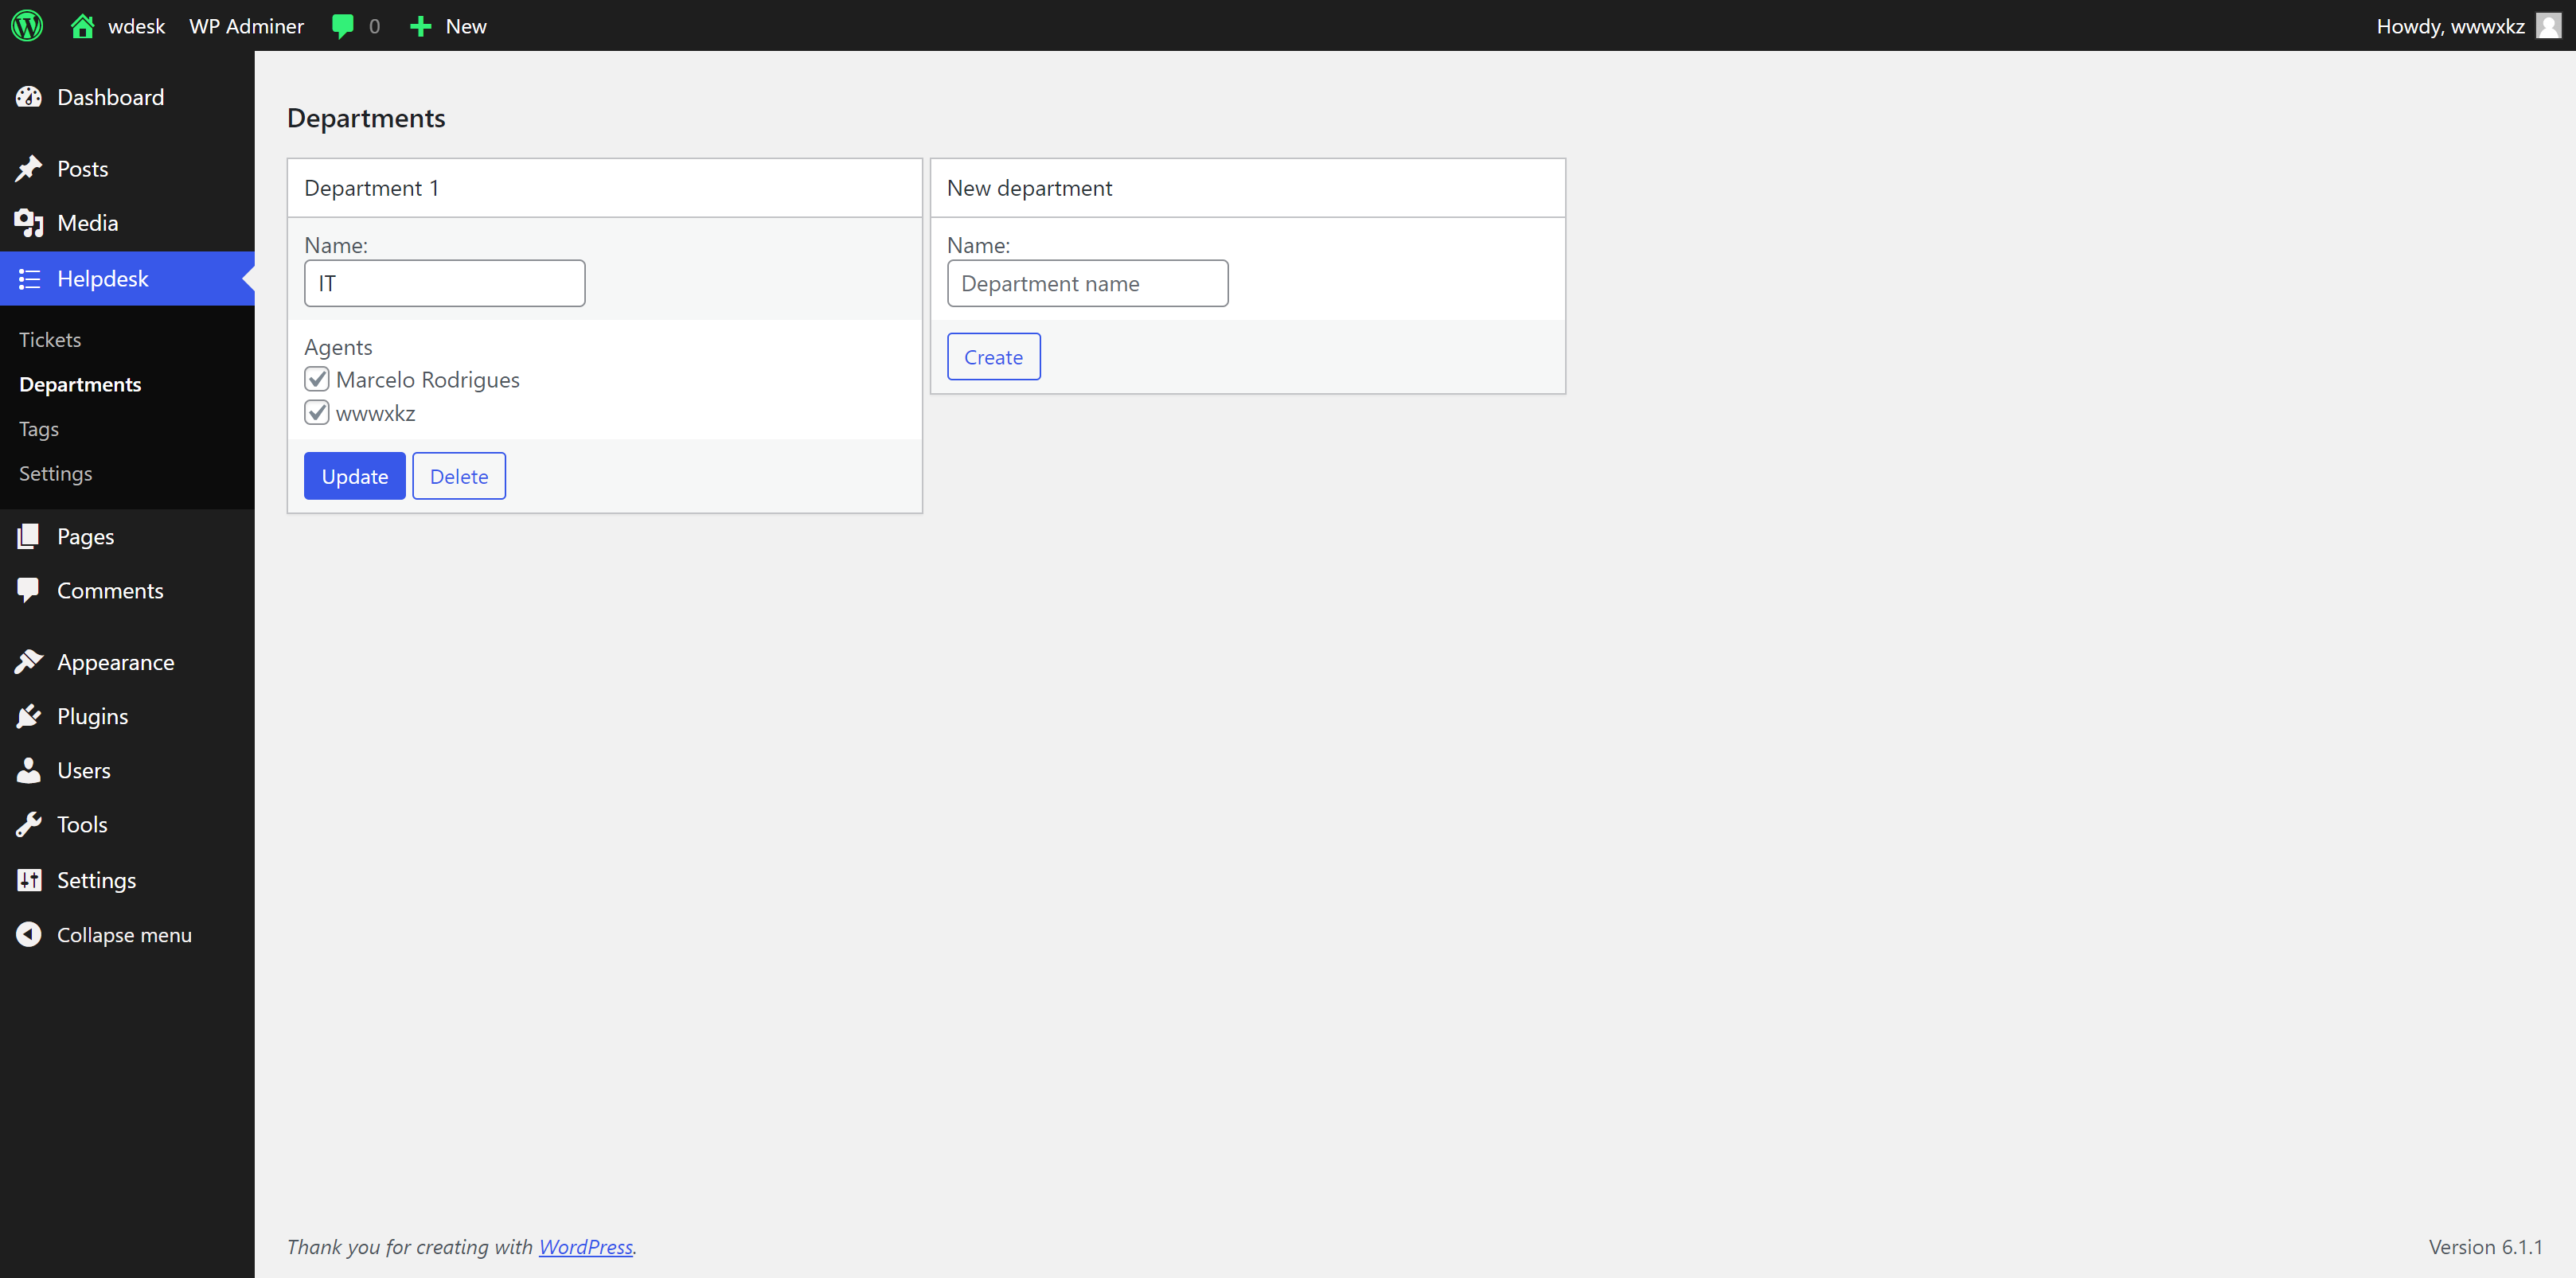 wdesk
WP Adminer
0
New
Howdy, wwwxkz
Dashboard
Posts
Media
Helpdesk
Tickets
Departments
Tags
Settings
Pages
Comments
Appearance
Plugins
Users
Tools
Settings
Collapse menu
Departments
Department 1
Name:
IT
Agents
Marcelo Rodrigues
wwwxkz
Update
Delete
New department
Name:
Department name
Create
Thank you for creating with WordPress.
Version 6.1.1